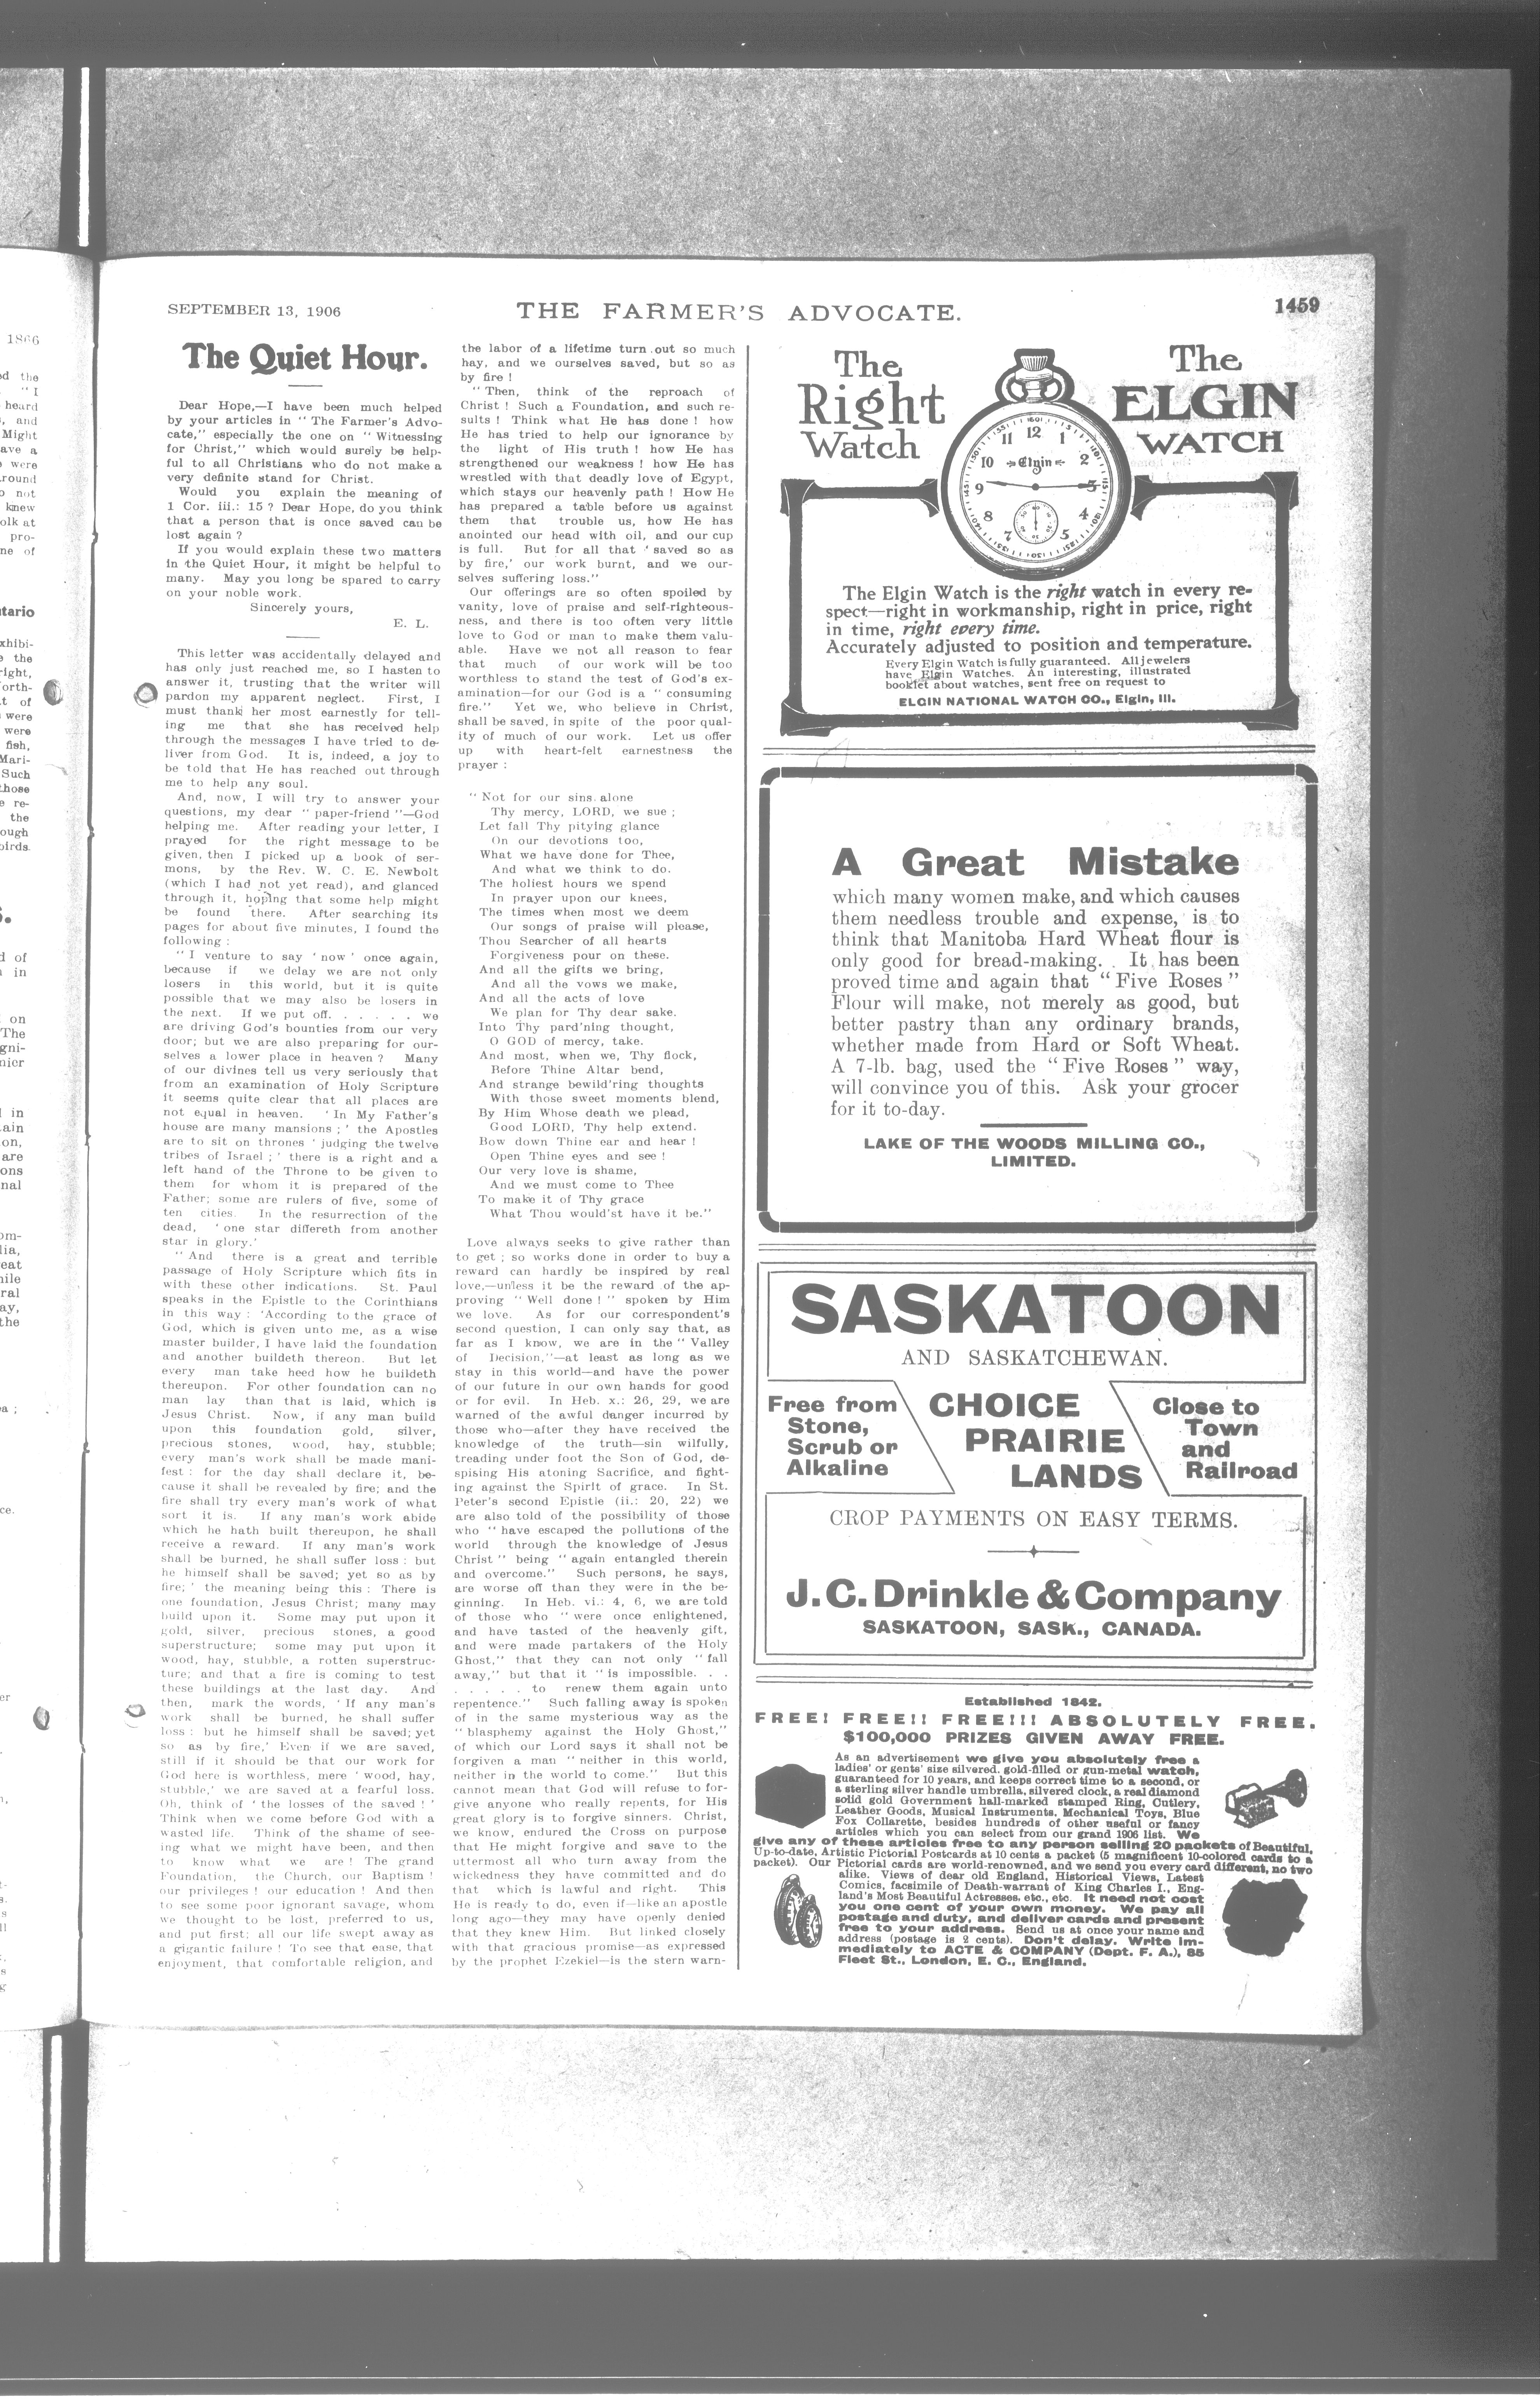 SEPTEMBER 13, 1906
THE FARMER'S ADVOCATE.
1459
The Quiet Hour.
Dear Hope,—I have been much helped
by your articles in " The Farmer's Advo-
cate," especially the one on " Witnessing
for Christ," which would surely be help-
ful to all Christians who do not make a
very definite stand for Christ.
Would you explain the meaning of
1 Cor. iii.: 15 ? Dear Hope, do you think
that a person that is once saved can be
lost again ?
If you would explain these two matters
in the Quiet Hour, it might be helpful to
many. May you long be spared to carry
on your noble work.
Sincerely yours,
E. L.
This letter was accidentally delayed and
has only just reached me, so I hasten to
answer it, trusting that the writer will
pardon my apparent neglect. First, I
must thank her most earnestly for tell-
ing me that she has received help
through the messages I have tried to de-
liver from God. It is, indeed, a joy to
be told that He has reached out through
me to help any soul.
And, now, I will try to answer your
questions, my dear " paper-friend "—God
helping me. After reading your letter, I
prayed for the right message to be
given, then I picked up a book of ser-
mons, by the Rev. W. C. E. Newbolt
(which I had not yet read), and glanced
through it, hoping that some help might
be found there. After searching its
pages for about five minutes, I found the
following :
" I venture to say ' now ' once again,
because if we delay we are not only
losers in this world, but it is quite
possible that we may also be losers in
the next. If we put off. . . . . . we
are driving God's bounties from our very
door; but we are also preparing for our-
selves a lower place in heaven ? Many
of our divines tell us very seriously that
from an examination of Holy Scripture
it seems quite clear that all places are
not equal in heaven. ' In My Father's
house are many mansions ; ' the Apostles
are to sit on thrones ' judging the twelve
tribes of Israel ; ' there is a right and a
left hand of the Throne to be given to
them for whom it is prepared of the
Father; some are rulers of five, some of
ten cities. In the resurrection of the
dead, ' one star differeth from another
star in glory.'
" And there is a great and terrible
passage of Holy Scripture which fits in
with these other indications. St. Paul
speaks in the Epistle to the Corinthians
in this way : 'According to the grace of
God, which is given unto me, as a wise
master builder, I have laid the foundation
and another buildeth thereon. But let
every man take heed how he buildeth
thereupon. For other foundation can no
man lay than that is laid, which is
Jesus Christ. Now, if any man build
upon this foundation gold, silver,
precious stones, wood, hay, stubble;
every man's work shall be made mani-
fest : for the day shall declare it, be-
cause it shall be revealed by fire; and the
fire shall try every man's work of what
sort it is. If any man's work abide
which he hath built thereupon, he shall
receive a reward. If any man's work
shall be burned, he shall suffer loss : but
he himself shall be saved; yet so as by
fire; ' the meaning being this : There is
one foundation, Jesus Christ; many may
build upon it. Some may put upon it
gold, silver, precious stones, a good
superstructure; some may put upon it
wood, hay, stubble, a rotten superstruc-
ture; and that a fire is coming to test
these buildings at the last day. And
then, mark the words, ' If any man's
work shall be burned, he shall suffer
loss : but he himself shall be saved; yet
so as by fire,' Even if we are saved,
still if it should be that our work for
God here is worthless, mere ' wood, hay,
stubble,' we are saved at a fearful loss.
Oh, think of ' the losses of the saved ! '
Think when we come before God with a
wasted life. Think of the shame of see-
ing what we might have been, and then
to know what we are ! The grand
Foundation, the Church, our Baptism !
our privileges ! our education ! And then
to see some poor ignorant savage, whom
we thought to be lost, preferred to us,
and put first; all our life swept away as
a gigantic failure ! To see that ease, that
enjoyment, that comfortable religion, and
the labor of a lifetime turn out so much
hay, and we ourselves saved, but so as
by fire !
" Then, think of the reproach of
Christ ! Such a Foundation, and such re-
sults ! Think what He has done ! how
He has tried to help our ignorance by
the light of His truth ! how He has
strengthened our weakness ! how He has
wrestled with that deadly love of Egypt,
which stays our heavenly path ! How He
has prepared a table before us against
them that trouble us, how He has
anointed our head with oil, and our cup
is full. But for all that ' saved so as
by fire,' our work burnt, and we our-
selves suffering loss."
Our offerings are so often spoiled by
vanity, love of praise and self-righteous-
ness, and there is too often very little
love to God or man to make them valu-
able. Have we not all reason to fear
that much of our work will be too
worthless to stand the test of God's ex-
amination—for our God is a " consuming
fire." Yet we, who believe in Christ,
shall be saved, in spite of the poor qual-
ity of much of our work. Let us offer
up with heart-felt earnestness the
prayer :
" Not for our sins alone
Thy mercy, LORD, we sue ;
Let fall Thy pitying glance
On our devotions too,
What we have done for Thee,
And what we think to do.
The holiest hours we spend
In prayer upon our knees,
The times when most we deem
Our songs of praise will please,
Thou Searcher of all hearts
Forgiveness pour on these.
And all the gifts we bring,
And all the vows we make,
And all the acts of love
We plan for Thy dear sake.
Into Thy pard'ning thought,
O GOD of mercy, take.
And most, when we, Thy flock,
Before Thine Altar bend,
And strange bewild'ring thoughts
With those sweet moments blend,
By Him Whose death we plead,
Good LORD, Thy help extend.
Bow down Thine ear and hear !
Open Thine eyes and see !
Our very love is shame,
And we must come to Thee
To make it of Thy grace
What Thou would'st have it be."
Love always seeks to give rather than
to get ; so works done in order to buy a
reward can hardly be inspired by real
love,—unless it be the reward of the ap-
proving " Well done ! " spoken by Him
we love. As for our correspondent's
second question, I can only say that, as
far as I know, we are in the " Valley
of Decision,"—at least as long as we
stay in this world—and have the power
of our future in our own hands for good
or for evil. In Heb. x.: 26, 29, we are
warned of the awful danger incurred by
those who—after they have received the
knowledge of the truth—sin wilfully,
treading under foot the Son of God, de-
spising His atoning Sacrifice, and fight-
ing against the Spirit of grace. In St.
Peter's second Epistle (ii.: 20, 22) we
are also told of the possibility of those
who " have escaped the pollutions of the
world through the knowledge of Jesus
Christ " being " again entangled therein
and overcome." Such persons, he says,
are worse off than they were in the be-
ginning. In Heb. vi.: 4, 6, we are told
of those who " were once enlightened,
and have tasted of the heavenly gift,
and were made partakers of the Holy
Ghost," that they can not only " fall
away," but that it " is impossible. . .
. . . . . to renew them again unto
repentence." Such falling away is spoken
of in the same mysterious way as the
" blasphemy against the Holy Ghost,"
of which our Lord says it shall not be
forgiven a man " neither in this world,
neither in the world to come." But this
cannot mean that God will refuse to for-
give anyone who really repents, for His
great glory is to forgive sinners. Christ,
we know, endured the Cross on purpose
that He might forgive and save to the
uttermost all who turn away from the
wickedness they have committed and do
that which is lawful and right. This
He is ready to do, even if—like an apostle
long ago—they may have openly denied
that they knew Him. But linked closely
with that gracious promise—as expressed
by the prophet Ezekiel—is the stern warn-
The
Right
Watch
The
ELGIN
WATCH
Elgin
The Elgin Watch is the right watch in every re-
spect—right in workmanship, right in price, right
in time, right every time.
Accurately adjusted to position and temperature.
Every Elgin Watch is fully guaranteed. All jewelers
have Elgin Watches. An interesting, illustrated
booklet about watches, sent free on request to
ELGIN NATIONAL WATCH CO., Elgin, Ill.
A Great Mistake
which many women make, and which causes
them needless trouble and expense, is to
think that Manitoba Hard Wheat flour is
only good for bread-making. It has been
proved time and again that " Five Roses "
Flour will make, not merely as good, but
better pastry than any ordinary brands,
whether made from Hard or Soft Wheat.
A 7-lb. bag, used the " Five Roses " way,
will convince you of this. Ask your grocer
for it to-day.
LAKE OF THE WOODS MILLING CO.,
LIMITED.
SASKATOON
AND SASKATCHEWAN.
Free from
Stone,
Scrub or
Alkaline
CHOICE
PRAIRIE
LANDS
Close to
Town
and
Railroad
CROP PAYMENTS ON EASY TERMS.
J. C. Drinkle & Company
SASKATOON, SASK., CANADA.
Established 1842.
FREE! FREE!! FREE!!! ABSOLUTELY FREE.
$100,000 PRIZES GIVEN AWAY FREE.
As an advertisement we give you absolutely free a
ladies' or gents' size silvered, gold-filled or gun-metal watch,
guaranteed for 10 years, and keeps correct time to a second, or
a sterling silver handle umbrella, silvered clock, a real diamond
solid gold Government hall-marked stamped Ring, Cutlery,
Leather Goods, Musical Instruments, Mechanical Toys, Blue
Fox Collarette, besides hundreds of other useful or fancy
articles which you can select from our grand 1906 list. We
give any of these articles free to any person selling 20 packets of Beautiful,
Up-to-date, Artistic Pictorial Postcards at 10 cents a packet (5 magnificent 10-colored cards to a
packet). Our Pictorial cards are world-renowned, and we send you every card different, no two
alike. Views of dear old England, Historical Views, Latest
Comics, facsimile of Death-warrant of King Charles I., Eng-
land's Most Beautiful Actresses, etc., etc. It need not cost
you one cent of your own money. We pay all
postage and duty, and deliver cards and present
free to your address. Send us at once your name and
address (postage is 2 cents). Don't delay. Write im-
mediately to ACTE & COMPANY (Dept. F. A.), 85
Fleet St., London, E. C., England.